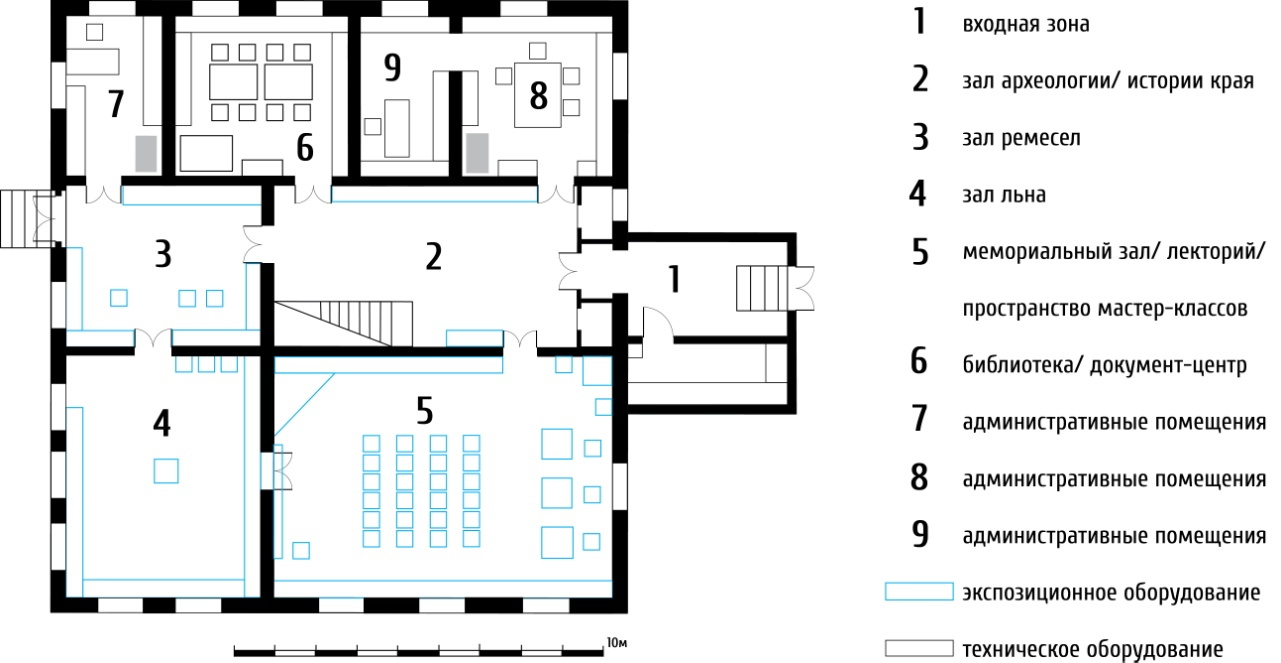 7
6
9
8
3
2
1
4
5
10м
1 входная зона
2 зал археологии/ истории края
3 зал ремесел
4 зал льна
5 мемориальный зал/ лекторий/
пространство мастер-классов
6 библиотека/ документ-центр
7 административные помещения
8 административные помещения
9 административные помещения
экспозиционное оборудование
техническое оборудование